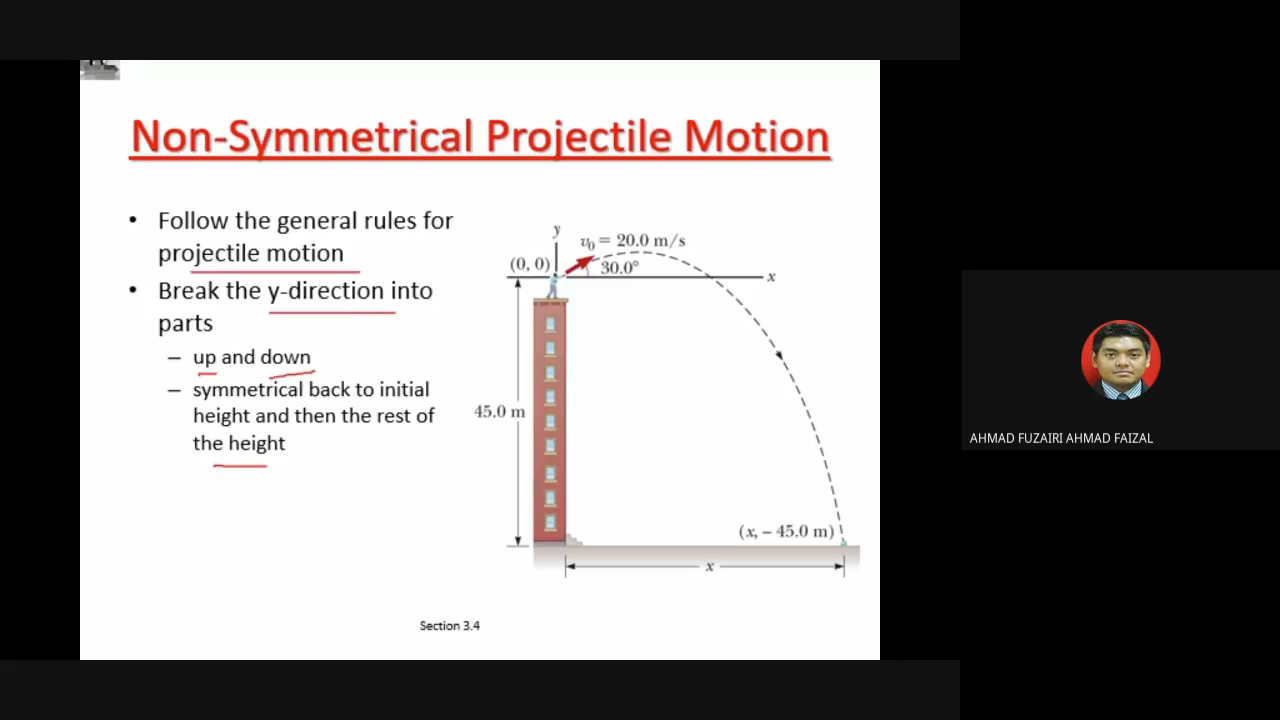 Non-Symmetrical Projectile Motion
• Follow the general rules for
projectile motion
• Break the y-direction into
parts
– up and down
– symmetrical back to initial
height and then the rest of
the height
y
v₀ = 20.0 m/s
(0, 0)
30.0°
x
45.0 m
(x, – 45.0 m)
x
Section 3.4
AHMAD FUZAIRI AHMAD FAIZAL